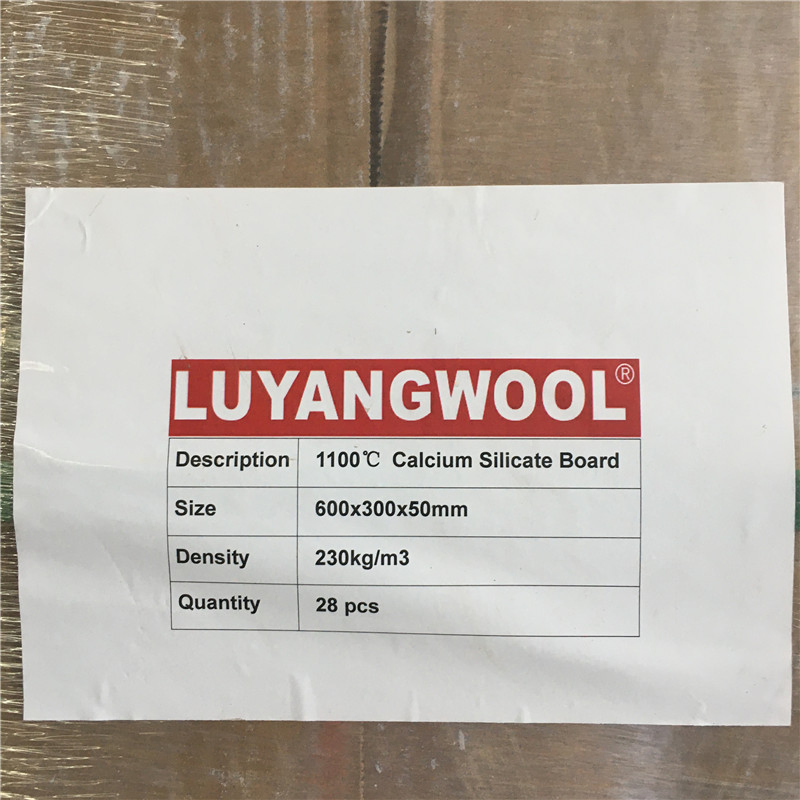 LUYANGWOOL®
Description 1100℃ Calcium Silicate Board
Size 600x300x50mm
Density 230kg/m3
Quantity 28 pcs